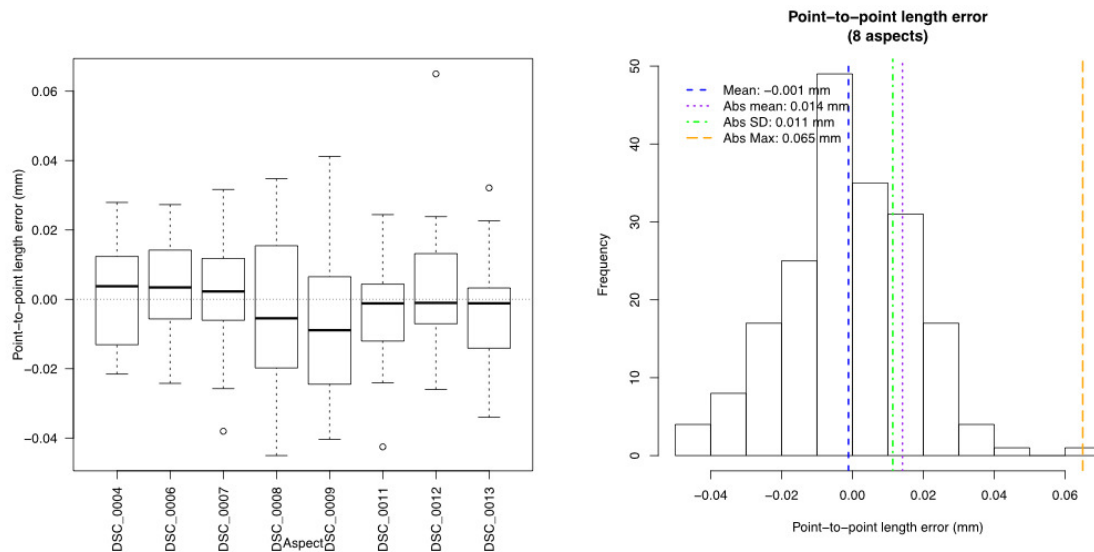 0.06
0.04
0.02
0.00
−0.02
−0.04
Point−to−point length error (mm)
DSC_0004
DSC_0006
DSC_0007
DSC_0008
DSC_0009
DSC_0011
DSC_0012
DSC_0013
Aspect
Point−to−point length error
(8 aspects)
Mean: −0.001 mm
Abs mean: 0.014 mm
Abs SD: 0.011 mm
Abs Max: 0.065 mm
50
40
30
20
10
0
Frequency
−0.04
−0.02
0.00
0.02
0.04
0.06
Point−to−point length error (mm)